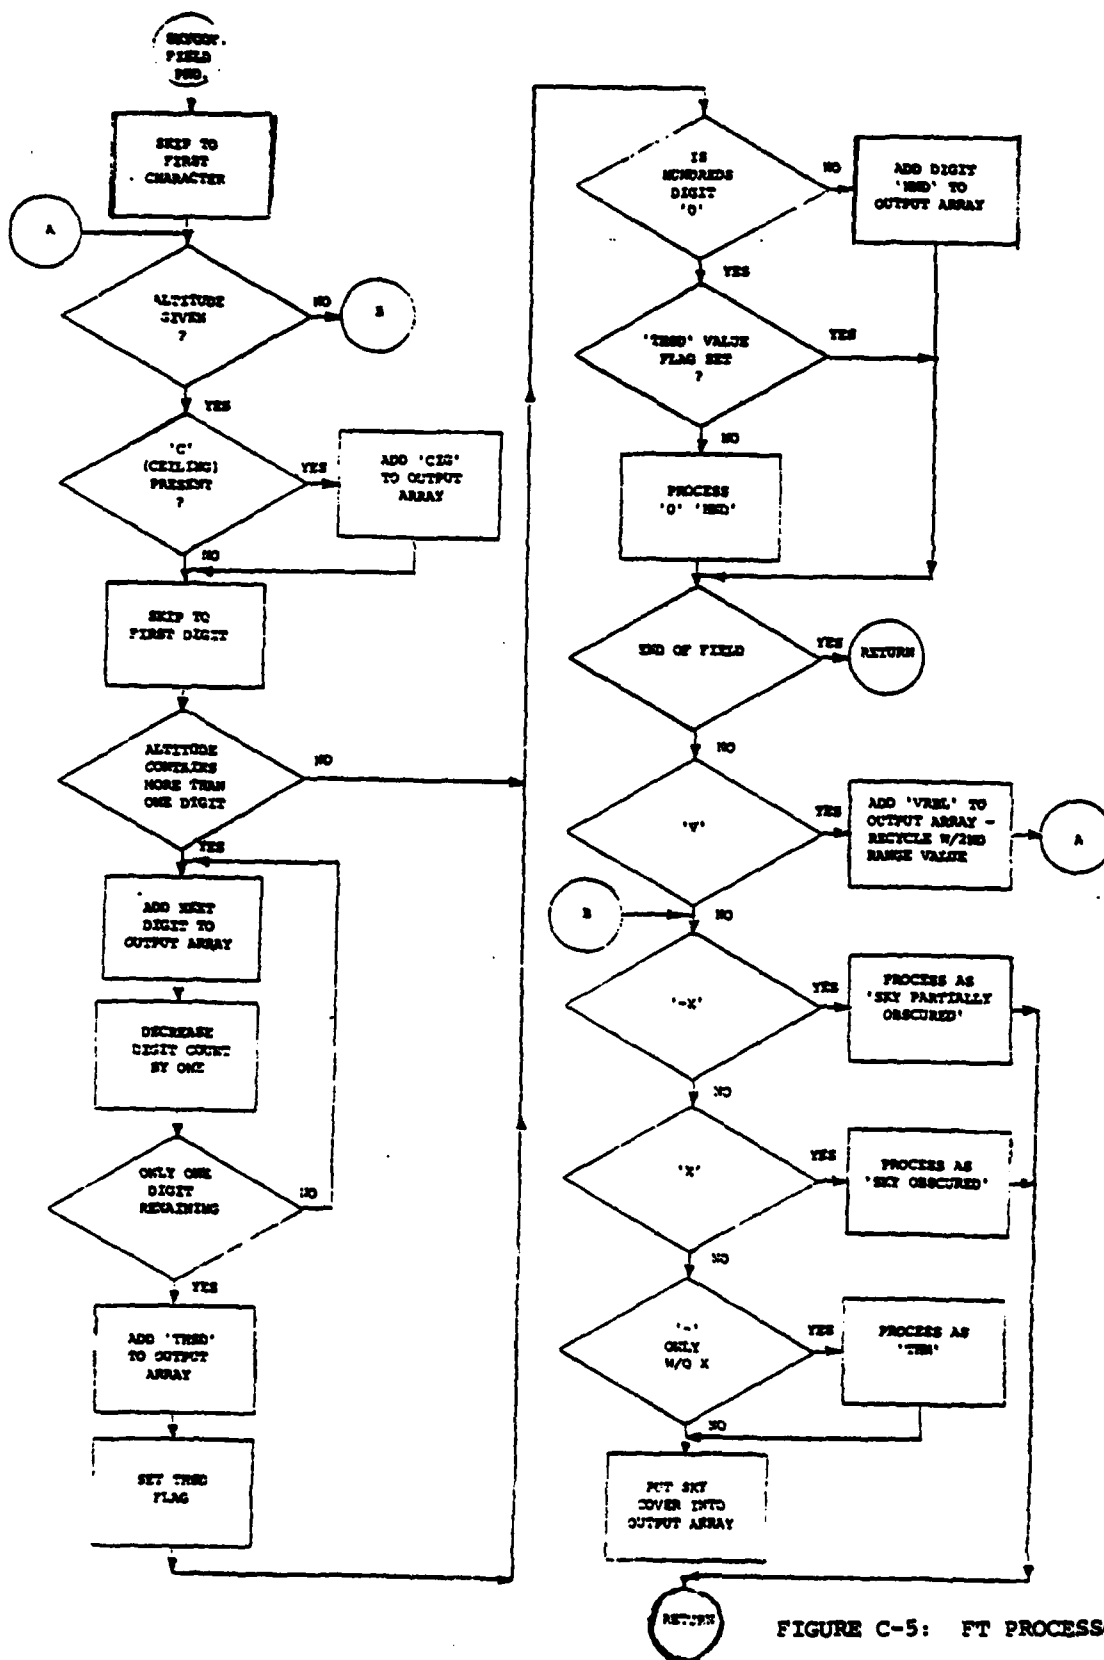 FIELD
SKIP TO
FIRST
CHARACTER
A
ALTITUDE
GIVEN
?
NO
B
YES
'C'
(CEILING)
PRESENT
?
YES
ADD 'CIG'
TO OUTPUT
ARRAY
NO
SKIP TO
FIRST DIGIT
ALTITUDE
CONTAINS
MORE THAN
ONE DIGIT
NO
YES
ADD NEXT
DIGIT TO
OUTPUT ARRAY
DECREASE
DIGIT COUNT
BY ONE
ONLY ONE
DIGIT
REMAINING
NO
YES
ADD 'THSD'
TO OUTPUT
ARRAY
SET THSD
FLAG
IS
HUNDREDS
DIGIT
'0'
NO
ADD DIGIT
'HND' TO
OUTPUT ARRAY
YES
'THSD' VALUE
FLAG SET
?
YES
NO
PROCESS
'0' 'HND'
END OF FIELD
YES
RETURN
NO
'V'
YES
ADD 'VRBL' TO
OUTPUT ARRAY -
RECYCLE W/2ND
RANGE VALUE
A
B
NO
'-X'
YES
PROCESS AS
'SKY PARTIALLY
OBSCURED'
NO
'X'
YES
PROCESS AS
'SKY OBSCURED'
NO
'-'
ONLY
W/O X
YES
PROCESS AS
'THN'
NO
PUT SKY
COVER INTO
OUTPUT ARRAY
RETURN
FIGURE C-5: FT PROCESS